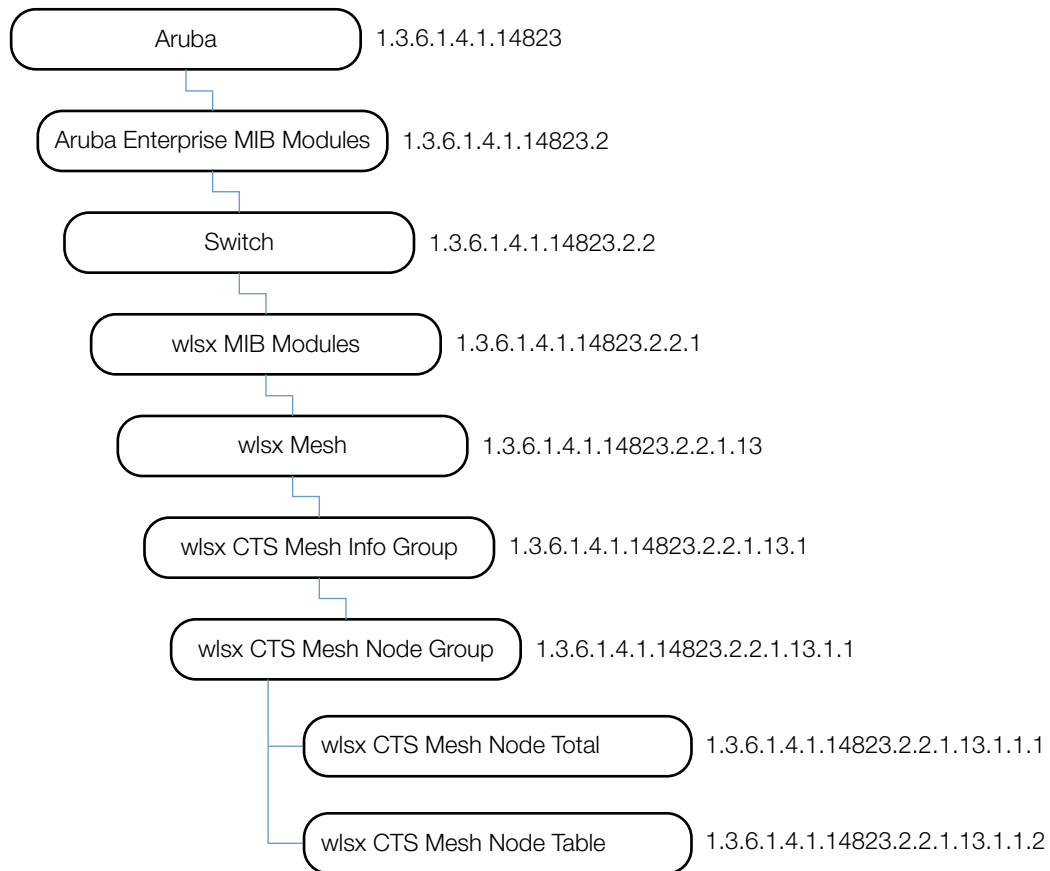 Aruba 1.3.6.1.4.1.14823
Aruba Enterprise MIB Modules 1.3.6.1.4.1.14823.2
Switch 1.3.6.1.4.1.14823.2.2
wlsx MIB Modules 1.3.6.1.4.1.14823.2.2.1
wlsx Mesh 1.3.6.1.4.1.14823.2.2.1.13
wlsx CTS Mesh Info Group 1.3.6.1.4.1.14823.2.2.1.13.1
wlsx CTS Mesh Node Group 1.3.6.1.4.1.14823.2.2.1.13.1.1
wlsx CTS Mesh Node Total 1.3.6.1.4.1.14823.2.2.1.13.1.1.1
wlsx CTS Mesh Node Table 1.3.6.1.4.1.14823.2.2.1.13.1.1.2